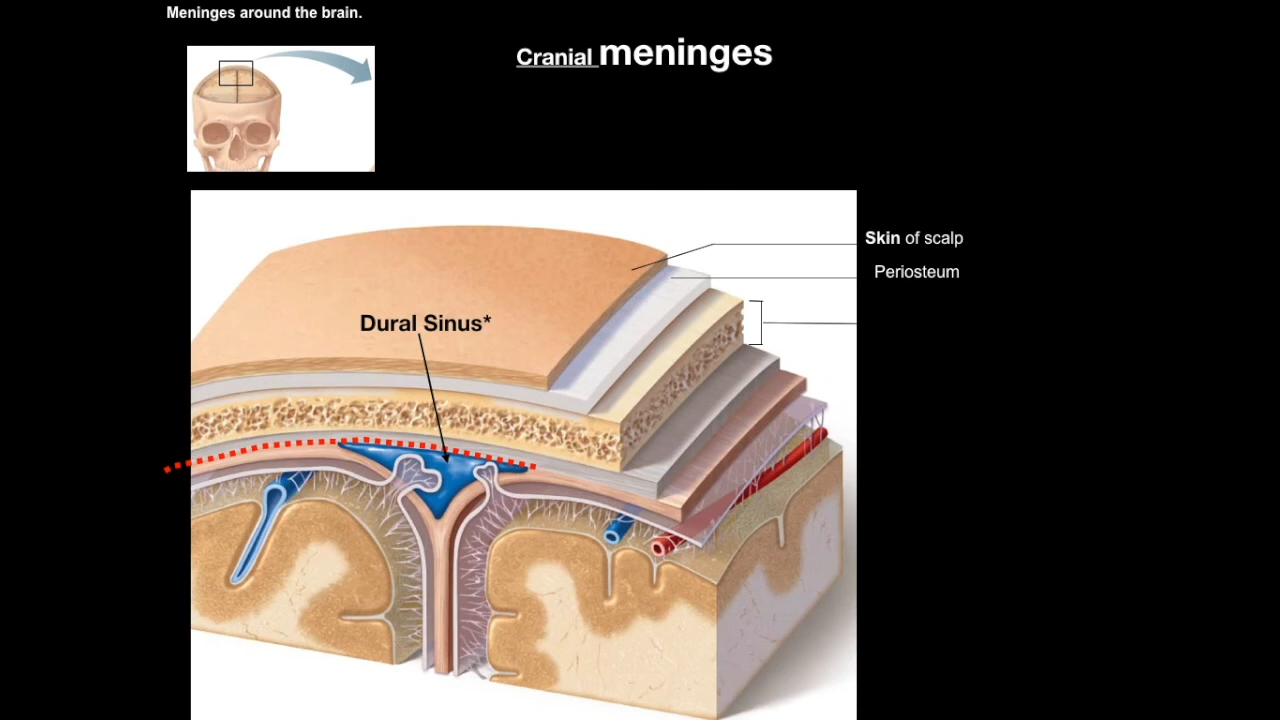 Meninges around the brain.
Cranial meninges
Skin of scalp
Periosteum
Dural Sinus*